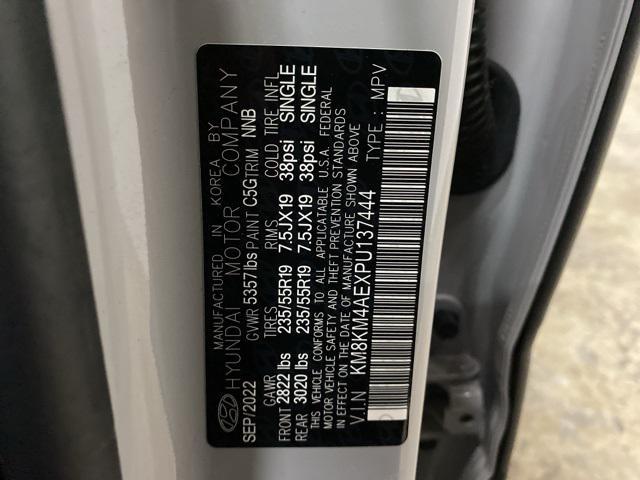 MANUFACTURED IN KOREA BY
HYUNDAI MOTOR COMPANY
SEP/2022 GVWR 5357lbs PAINT C5G TRIM NNB
GAWR TIRES RIMS COLD TIRE INFL
FRONT 2822 lbs 235/55R19 7.5JX19 38psi SINGLE
REAR 3020 lbs 235/55R19 7.5JX19 38psi SINGLE
THIS VEHICLE CONFORMS TO ALL APPLICATABLE U.S.A. FEDERAL
MOTOR VEHICLE SAFETY AND THEFT PREVENTION STANDARDS
IN EFFECT ON THE DATE OF MANUFACTURE SHOWN ABOVE
V.I.N : KM8KM4AEXPU137444 TYPE : MPV